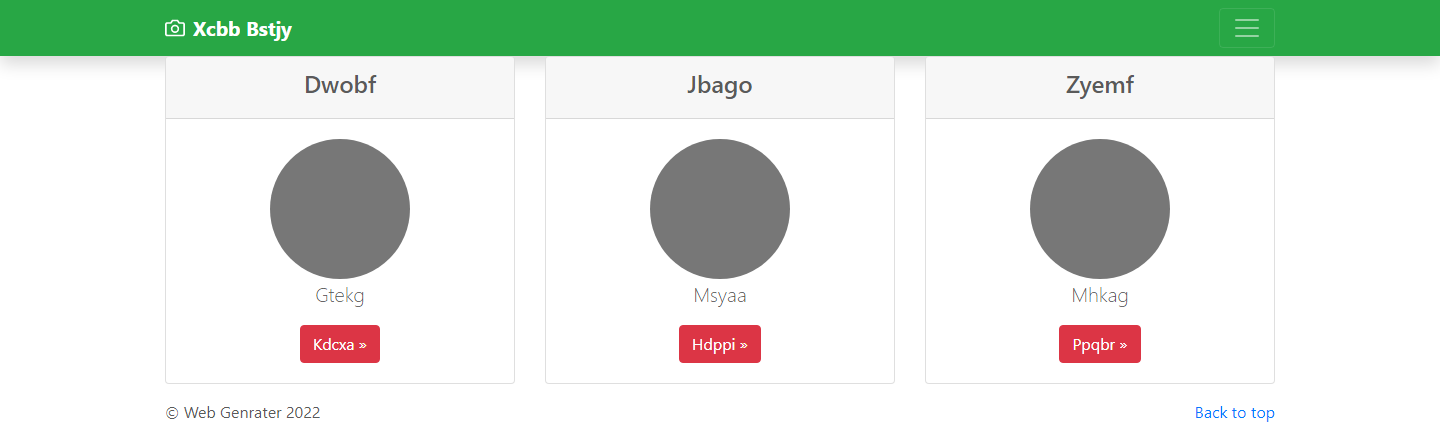 Xcbb Bstjy
Dwobf
Jbago
Zyemf
Gtekg
Msyaa
Mhkag
Kdcxa »
Hdppi »
Ppqbr »
© Web Genrater 2022
Back to top